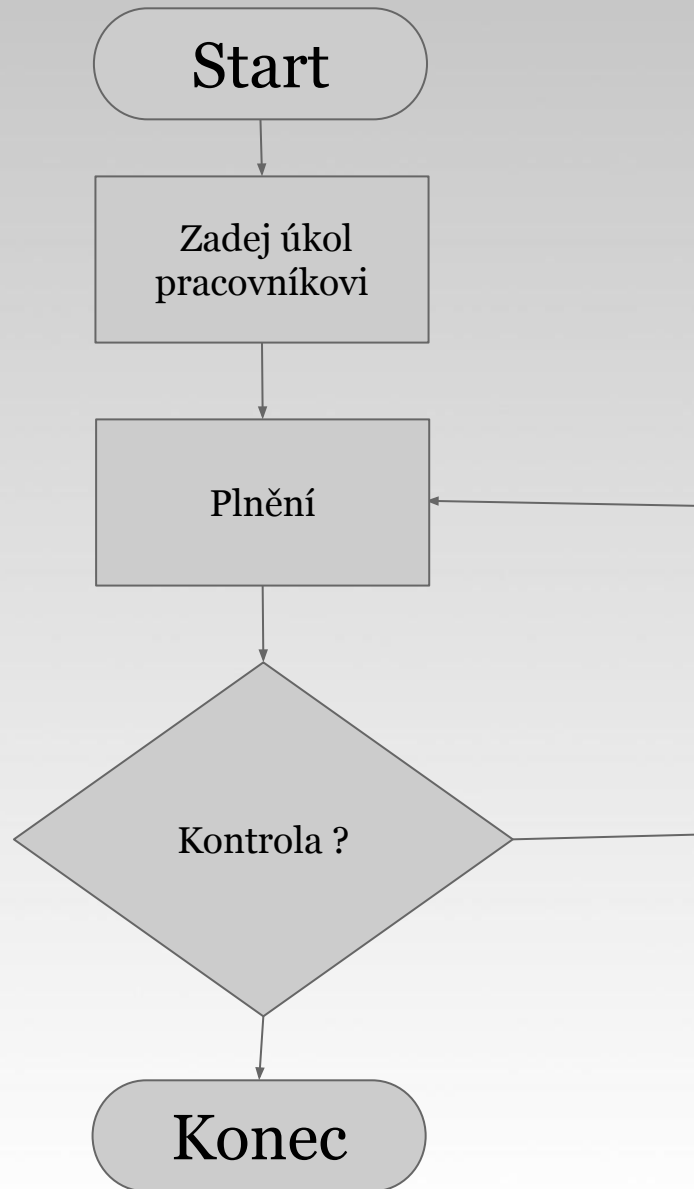 Start
Zadej úkol
pracovníkovi
Plnění
Kontrola ?
Konec